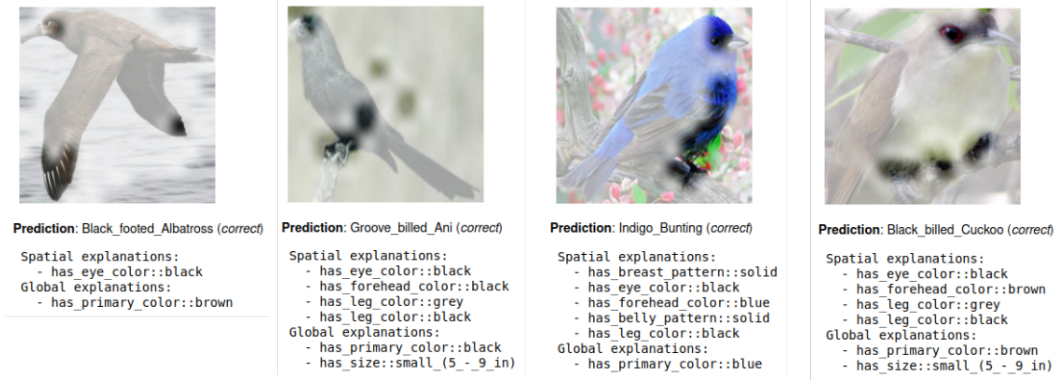 Prediction: Black_footed_Albatross (correct)
Spatial explanations:
- has_eye_color::black
Global explanations:
- has_primary_color::brown
Prediction: Groove_billed_Ani (correct)
Spatial explanations:
- has_eye_color::black
- has_forehead_color::black
- has_leg_color::grey
- has_leg_color::black
Global explanations:
- has_primary_color::black
- has_size::small_(5_-_9_in)
Prediction: Indigo_Bunting (correct)
Spatial explanations:
- has_breast_pattern::solid
- has_eye_color::black
- has_forehead_color::blue
- has_belly_pattern::solid
- has_leg_color::black
Global explanations:
- has_primary_color::blue
Prediction: Black_billed_Cuckoo (correct)
Spatial explanations:
- has_eye_color::black
- has_forehead_color::brown
- has_leg_color::grey
- has_leg_color::black
Global explanations:
- has_primary_color::brown
- has_size::small_(5_-_9_in)